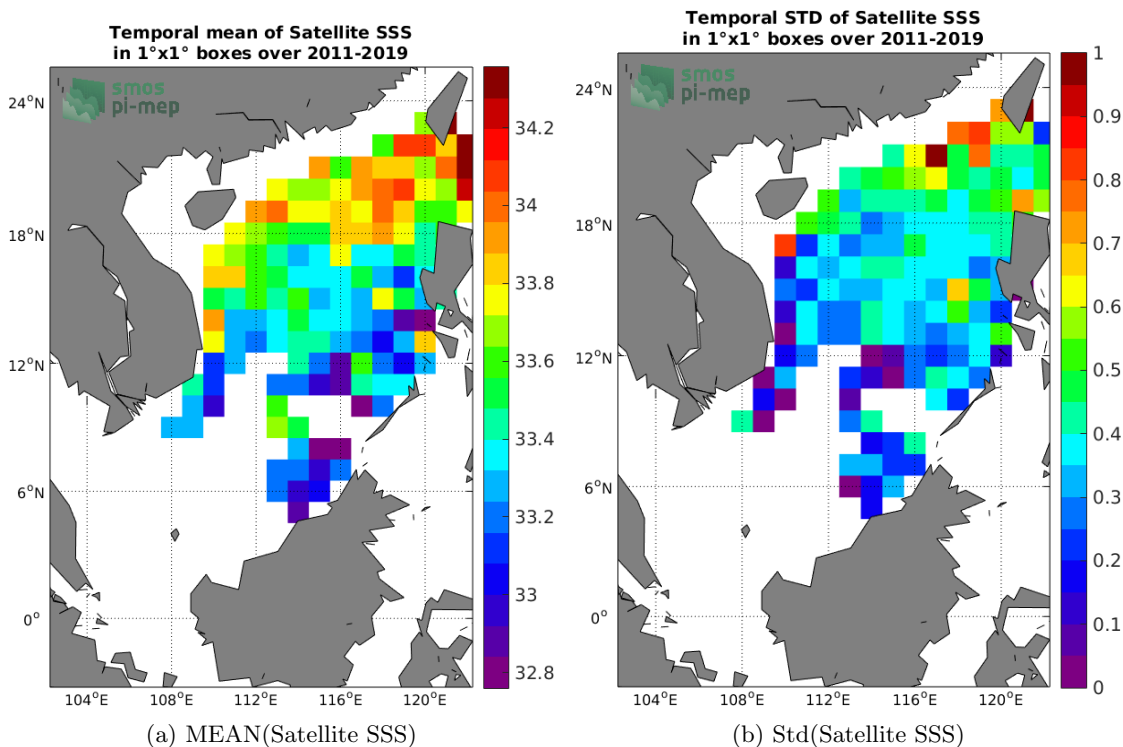 Temporal mean of Satellite SSS
in 1°x1° boxes over 2011-2019
smos
pi-mep
24°N
18°N
12°N
6°N
0°
104°E
108°E
112°E
116°E
120°E
34.2
34
33.8
33.6
33.4
33.2
33
32.8
(a) MEAN(Satellite SSS)
Temporal STD of Satellite SSS
in 1°x1° boxes over 2011-2019
smos
pi-mep
24°N
18°N
12°N
6°N
0°
104°E
108°E
112°E
116°E
120°E
1
0.9
0.8
0.7
0.6
0.5
0.4
0.3
0.2
0.1
0
(b) Std(Satellite SSS)